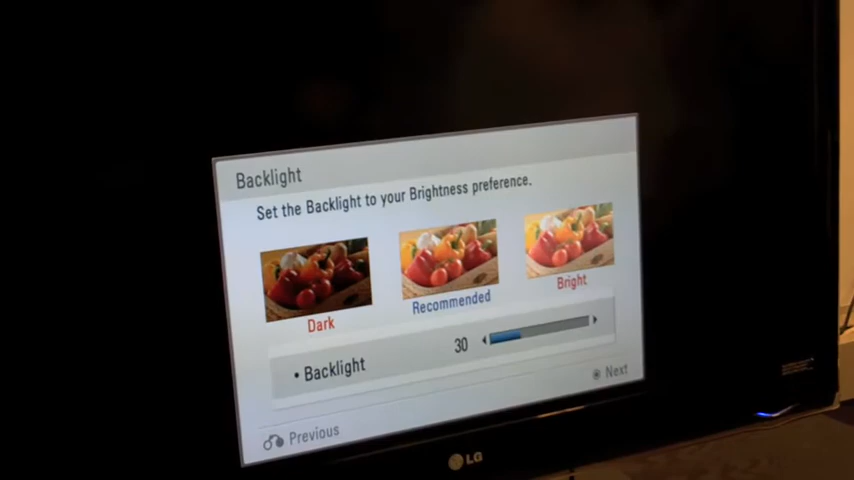 Backlight
Set the Backlight to your Brightness preference.
Dark
Recommended
Bright
• Backlight 30
Next
Previous
LG